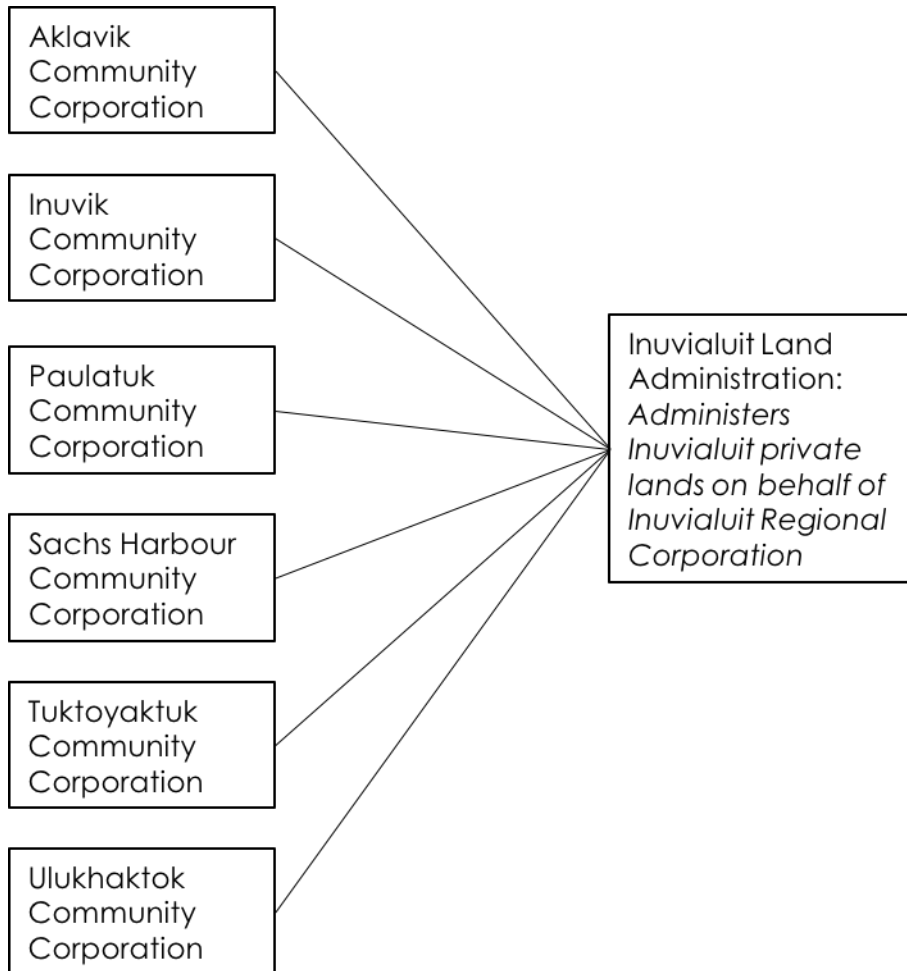 Aklavik
Community
Corporation
Inuvik
Community
Corporation
Paulatuk
Community
Corporation
Sachs Harbour
Community
Corporation
Tuktoyaktuk
Community
Corporation
Ulukhaktok
Community
Corporation
Inuvialuit Land
Administration:
Administers
Inuvialuit private
lands on behalf of
Inuvialuit Regional
Corporation